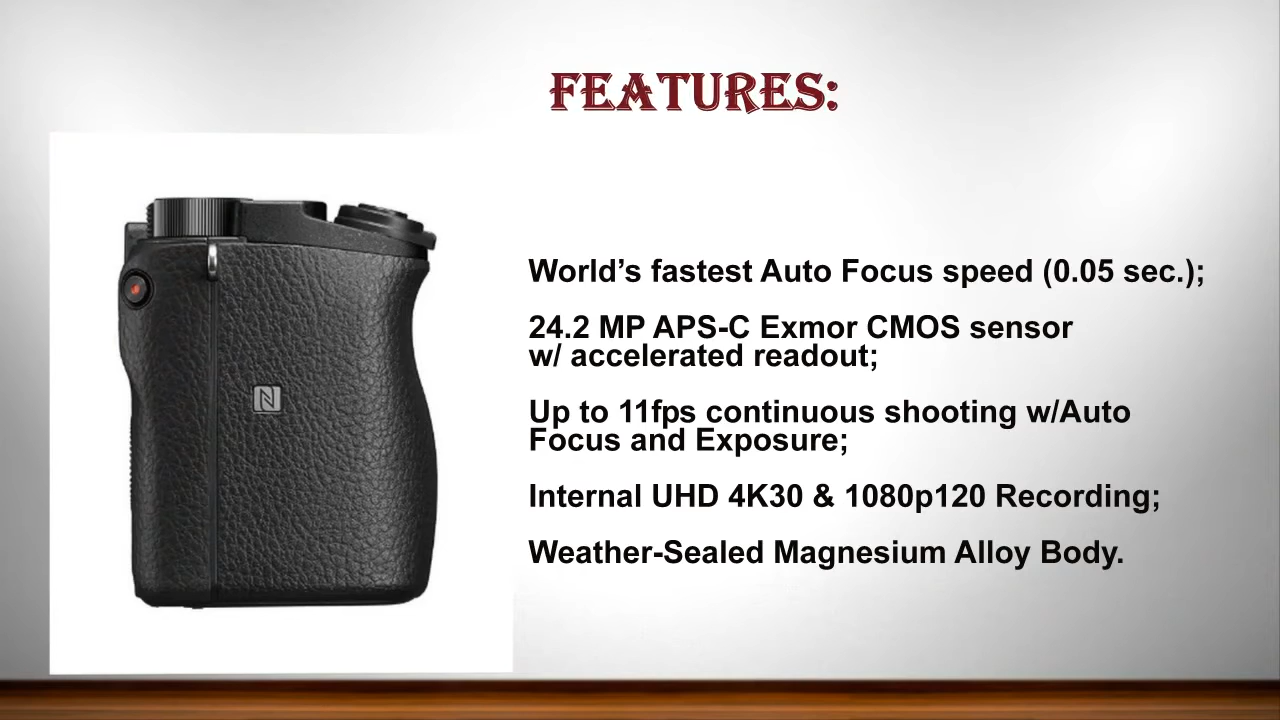 FEATURES:
World’s fastest Auto Focus speed (0.05 sec.);
24.2 MP APS-C Exmor CMOS sensor
w/ accelerated readout;
Up to 11fps continuous shooting w/Auto
Focus and Exposure;
Internal UHD 4K30 & 1080p120 Recording;
Weather-Sealed Magnesium Alloy Body.